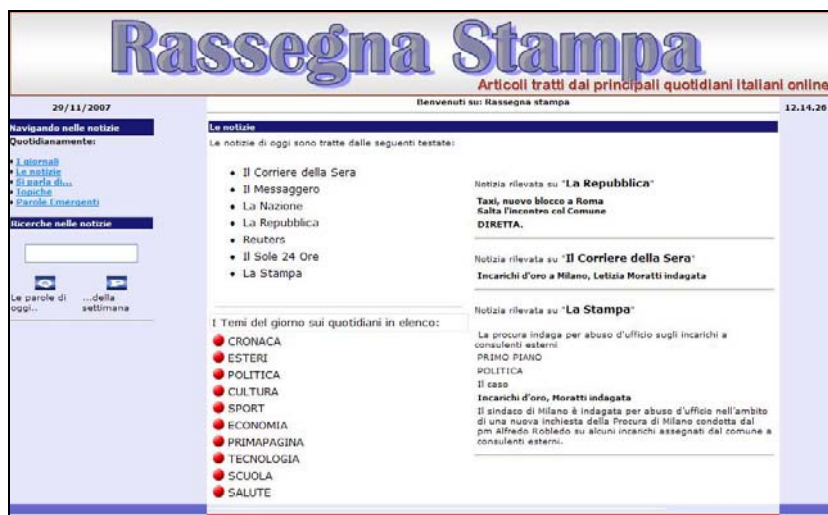 Rassegna Stampa
Articoli tratti dai principali quotidiani italiani online
29/11/2007
Benvenuti su: Rassegna stampa
12.14.26
Navigando nelle notizie
Quotidianamente:
I giornali
Le notizie
Si parla di...
Topiche
Parole Emergenti
Ricerche nelle notizie
Le parole di oggi..
...della settimana
Le notizie
Le notizie di oggi sono tratte dalle seguenti testate:
Il Corriere della Sera
Il Messaggero
La Nazione
La Repubblica
Reuters
Il Sole 24 Ore
La Stampa
I Temi del giorno sui quotidiani in elenco:
CRONACA
ESTERI
POLITICA
CULTURA
SPORT
ECONOMIA
PRIMAPAGINA
TECNOLOGIA
SCUOLA
SALUTE
Notizia rilevata su "La Repubblica"
Taxi, nuovo blocco a Roma
Salta l'incontro col Comune
DIRETTA.
Notizia rilevata su "Il Corriere della Sera"
Incarichi d'oro a Milano, Letizia Moratti indagata
Notizia rilevata su "La Stampa"
La procura indaga per abuso d'ufficio sugli incarichi a
consulenti esterni
PRIMO PIANO
POLITICA
Il caso
Incarichi d'oro, Moratti indagata
Il sindaco di Milano è indagata per abuso d'ufficio nell'ambito
di una nuova inchiesta della Procura di Milano condotta dal
pm Alfredo Robledo su alcuni incarichi assegnati dal comune a
consulenti esterni.